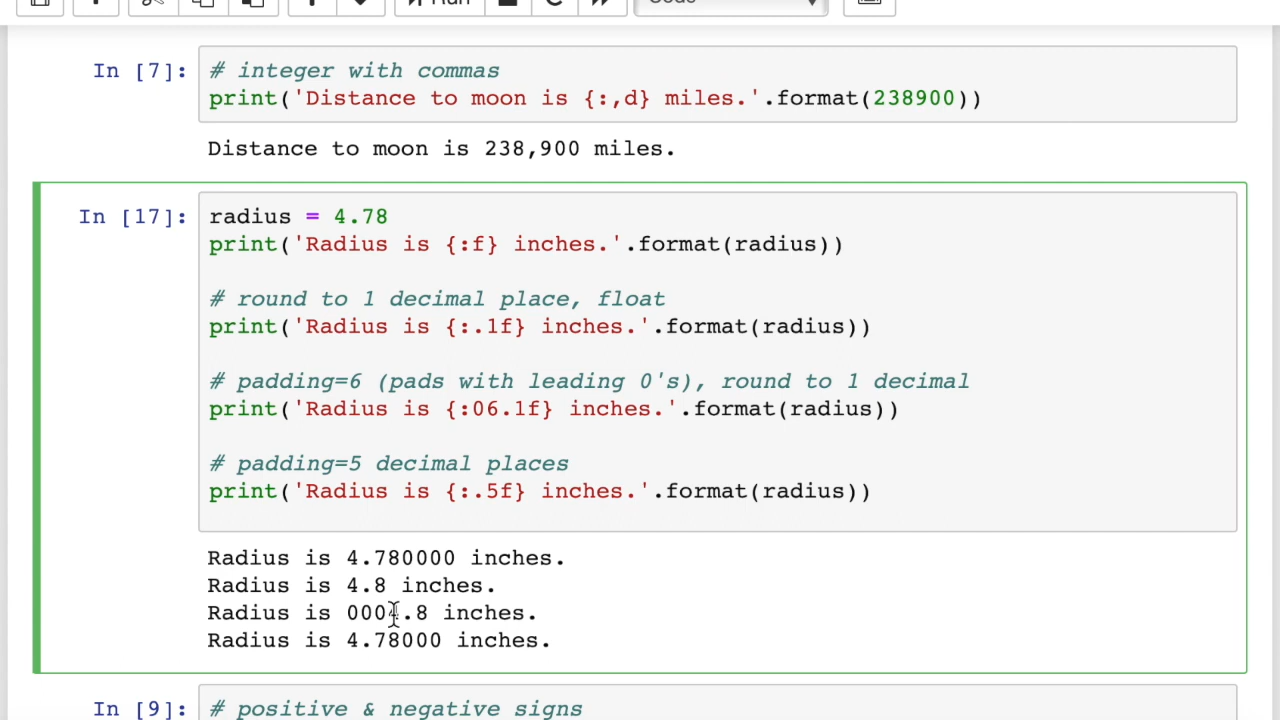 Run
Code
In [7]:
# integer with commas
print('Distance to moon is {:,d} miles.'.format(238900))
Distance to moon is 238,900 miles.
In [17]:
radius = 4.78
print('Radius is {:f} inches.'.format(radius))
# round to 1 decimal place, float
print('Radius is {:.1f} inches.'.format(radius))
# padding=6 (pads with leading 0's), round to 1 decimal
print('Radius is {:06.1f} inches.'.format(radius))
# padding=5 decimal places
print('Radius is {:.5f} inches.'.format(radius))
Radius is 4.780000 inches.
Radius is 4.8 inches.
Radius is 0004.8 inches.
Radius is 4.78000 inches.
In [9]:
# positive & negative signs